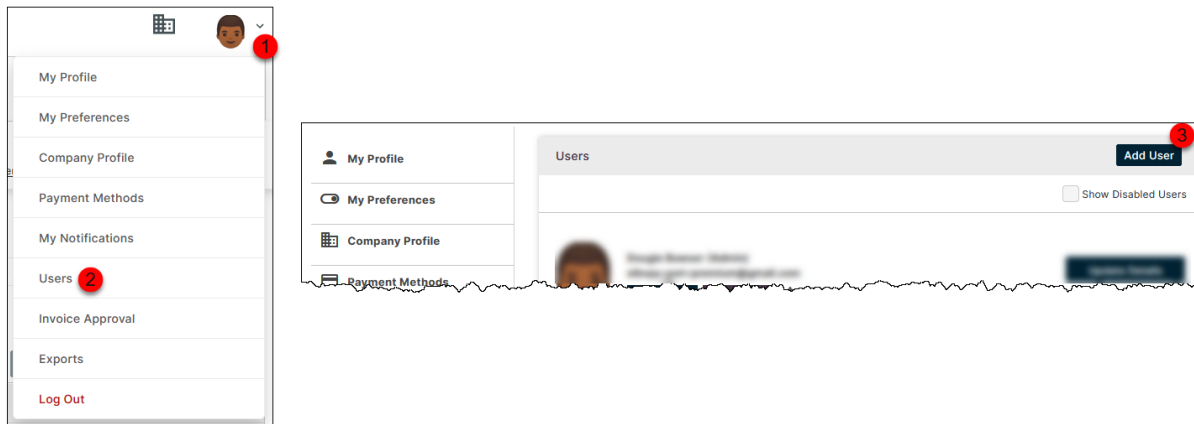 1
My Profile
My Preferences
Company Profile
Payment Methods
My Notifications
Users 2
Invoice Approval
Exports
Log Out
3
My Profile
My Preferences
Company Profile
Payment Methods
Users
Add User
Show Disabled Users